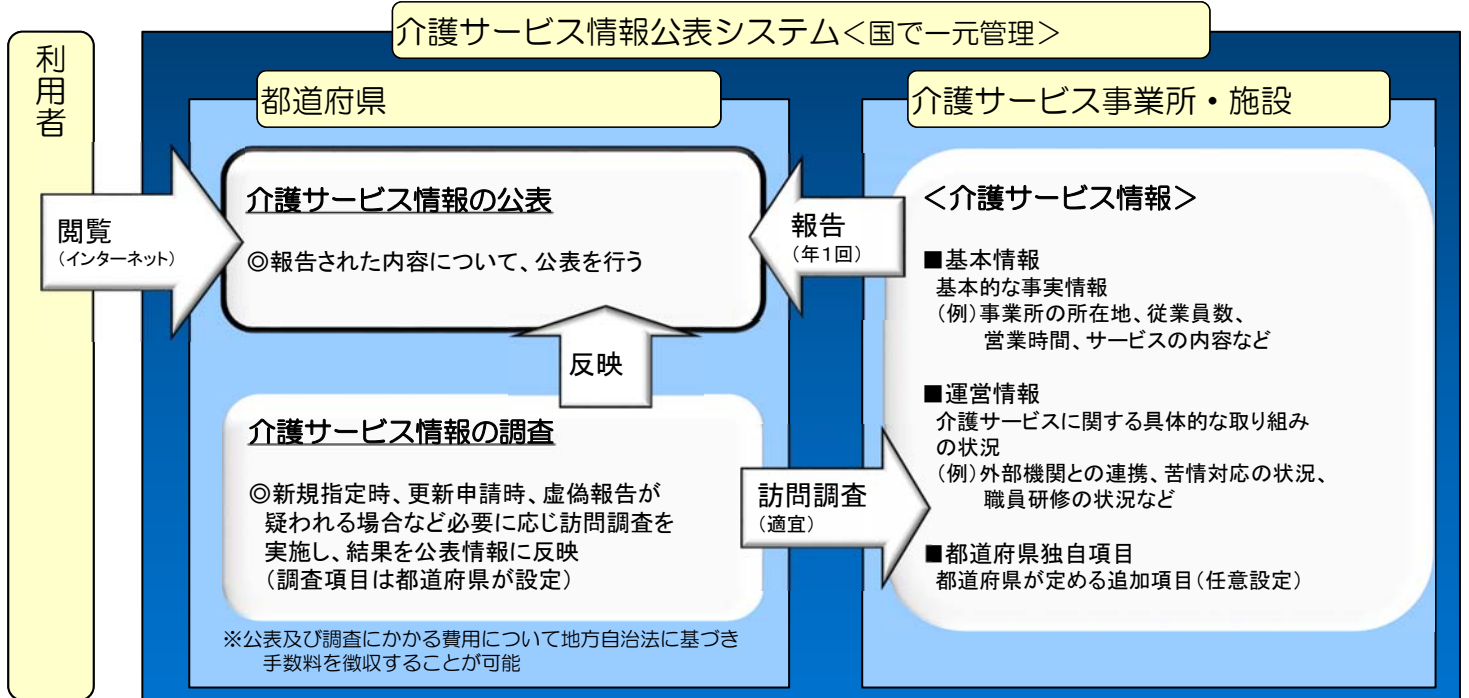 介護サービス情報公表システム<国で一元管理>
利用者
都道府県
介護サービス事業所・施設
閲覧
(インターネット)
介護サービス情報の公表
◎報告された内容について、公表を行う
報告
(年1回)
反映
介護サービス情報の調査
◎新規指定時、更新申請時、虚偽報告が
疑われる場合など必要に応じ訪問調査を
実施し、結果を公表情報に反映
(調査項目は都道府県が設定)
訪問調査
(適宜)
※公表及び調査にかかる費用について地方自治法に基づき
手数料を徴収することが可能
<介護サービス情報>
■基本情報
基本的な事実情報
(例)事業所の所在地、従業員数、
営業時間、サービスの内容など
■運営情報
介護サービスに関する具体的な取り組み
の状況
(例)外部機関との連携、苦情対応の状況、
職員研修の状況など
■都道府県独自項目
都道府県が定める追加項目(任意設定)